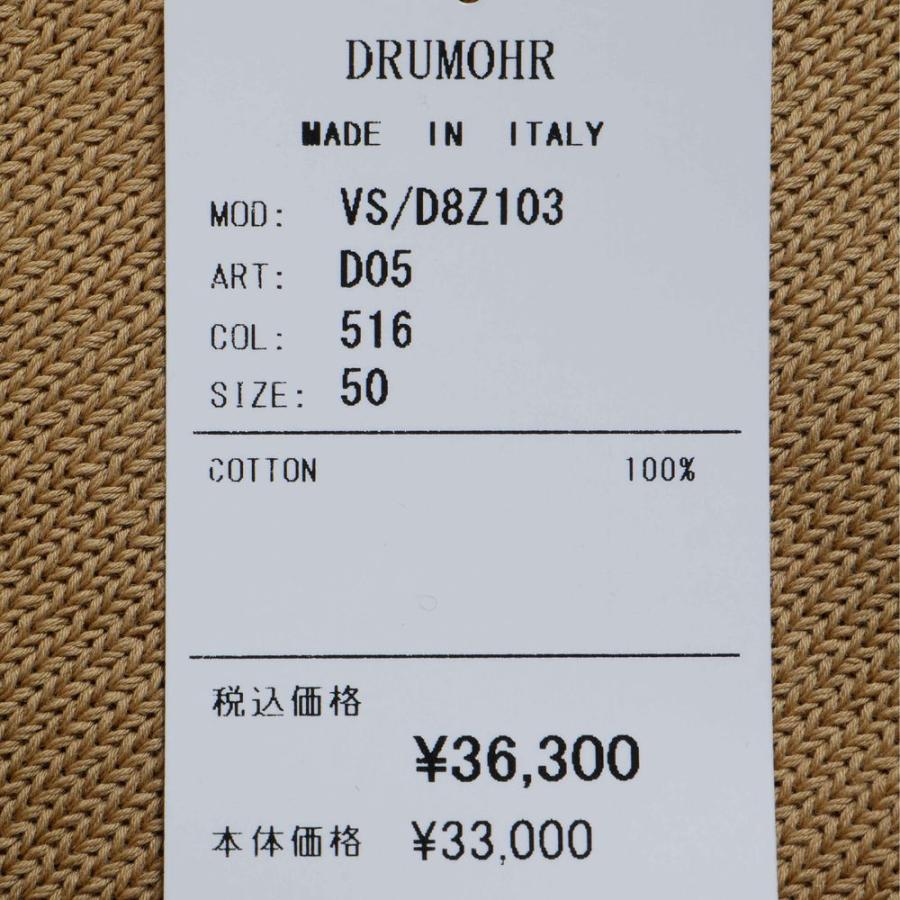 DRUMOHR
MADE IN ITALY
MOD: VS/D8Z103
ART: D05
COL: 516
SIZE: 50
COTTON 100%
税込価格
¥36,300
本体価格 ¥33,000